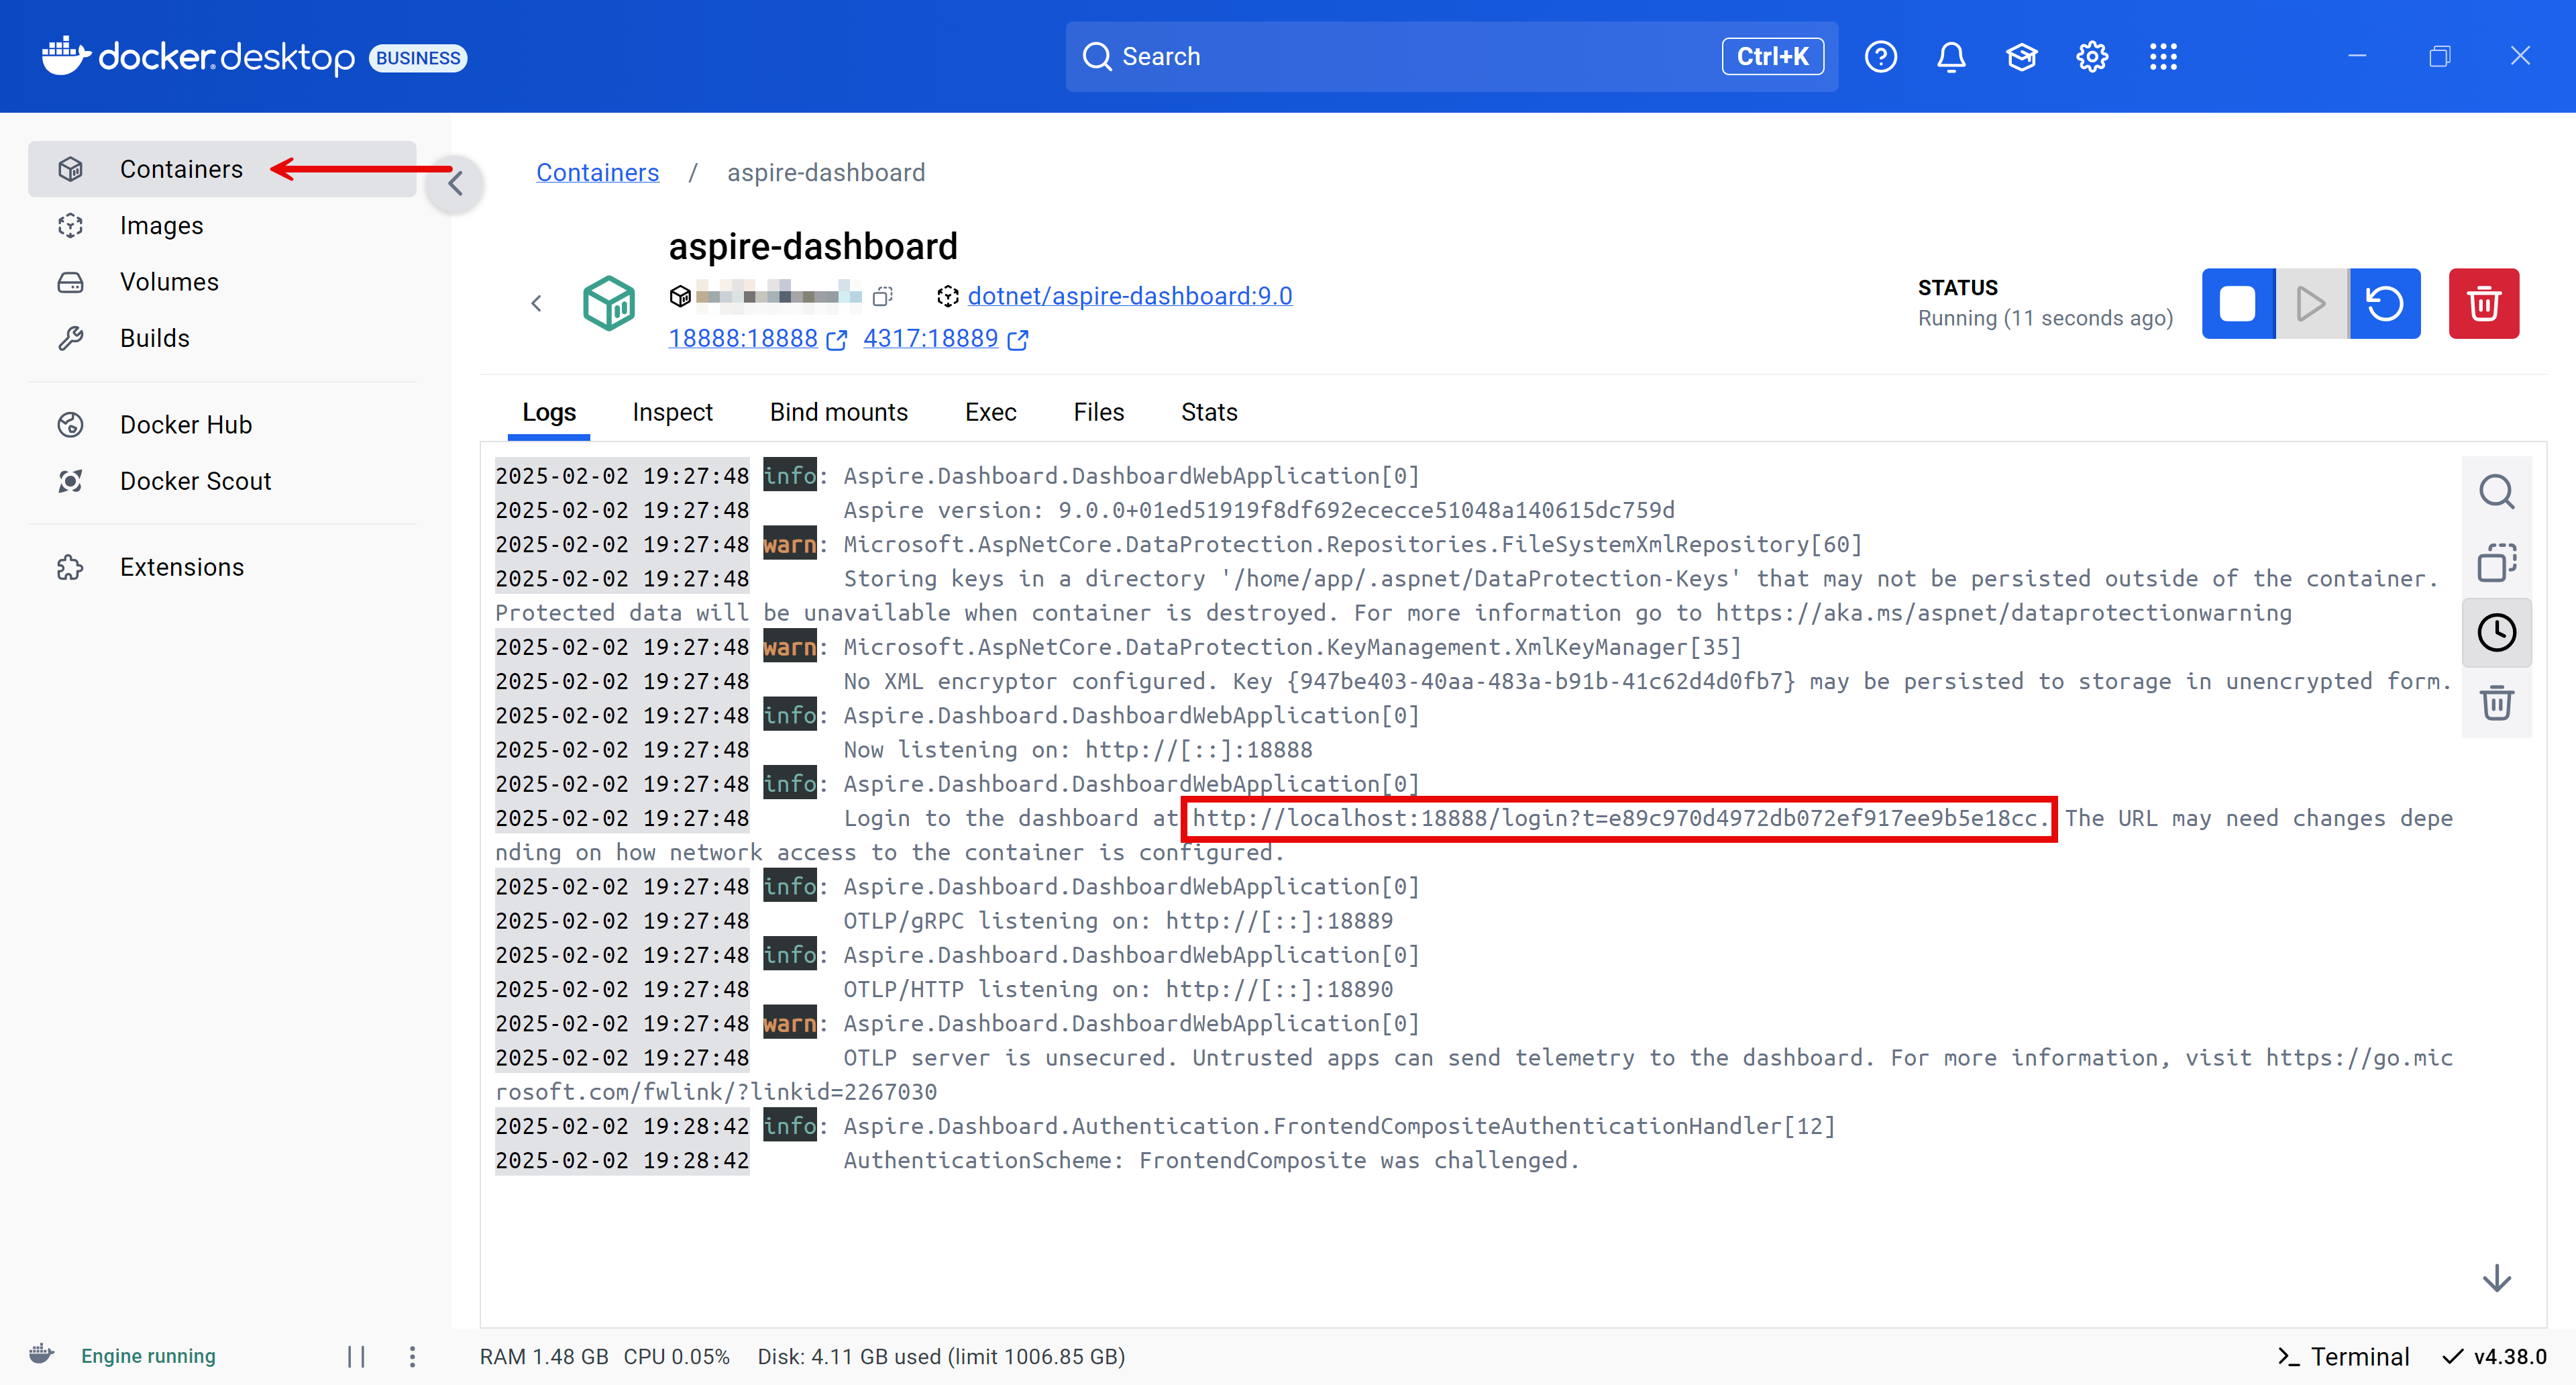 docker.desktop BUSINESS
Search
Ctrl+K
Containers
Images
Volumes
Builds
Docker Hub
Docker Scout
Extensions
Containers / aspire-dashboard
aspire-dashboard
dotnet/aspire-dashboard:9.0
18888:18888 4317:18889
STATUS
Running (11 seconds ago)
Logs Inspect Bind mounts Exec Files Stats
2025-02-02 19:27:48 info: Aspire.Dashboard.DashboardWebApplication[0]
2025-02-02 19:27:48 Aspire version: 9.0.0+01ed51919f8df692ececce51048a140615dc759d
2025-02-02 19:27:48 warn: Microsoft.AspNetCore.DataProtection.Repositories.FileSystemXmlRepository[60]
2025-02-02 19:27:48 Storing keys in a directory '/home/app/.aspnet/DataProtection-Keys' that may not be persisted outside of the container.
Protected data will be unavailable when container is destroyed. For more information go to https://aka.ms/aspnet/dataprotectionwarning
2025-02-02 19:27:48 warn: Microsoft.AspNetCore.DataProtection.KeyManagement.XmlKeyManager[35]
2025-02-02 19:27:48 No XML encryptor configured. Key {947be403-40aa-483a-b91b-41c62d4d0fb7} may be persisted to storage in unencrypted form.
2025-02-02 19:27:48 info: Aspire.Dashboard.DashboardWebApplication[0]
2025-02-02 19:27:48 Now listening on: http://[::]:18888
2025-02-02 19:27:48 info: Aspire.Dashboard.DashboardWebApplication[0]
2025-02-02 19:27:48 Login to the dashboard at http://localhost:18888/login?t=e89c970d4972db072ef917ee9b5e18cc. The URL may need changes depe
nding on how network access to the container is configured.
2025-02-02 19:27:48 info: Aspire.Dashboard.DashboardWebApplication[0]
2025-02-02 19:27:48 OTLP/gRPC listening on: http://[::]:18889
2025-02-02 19:27:48 info: Aspire.Dashboard.DashboardWebApplication[0]
2025-02-02 19:27:48 OTLP/HTTP listening on: http://[::]:18890
2025-02-02 19:27:48 warn: Aspire.Dashboard.DashboardWebApplication[0]
2025-02-02 19:27:48 OTLP server is unsecured. Untrusted apps can send telemetry to the dashboard. For more information, visit https://go.mic
rosoft.com/fwlink/?linkid=2267030
2025-02-02 19:28:42 info: Aspire.Dashboard.Authentication.FrontendCompositeAuthenticationHandler[12]
2025-02-02 19:28:42 AuthenticationScheme: FrontendComposite was challenged.
Engine running
RAM 1.48 GB CPU 0.05% Disk: 4.11 GB used (limit 1006.85 GB)
Terminal
v4.38.0